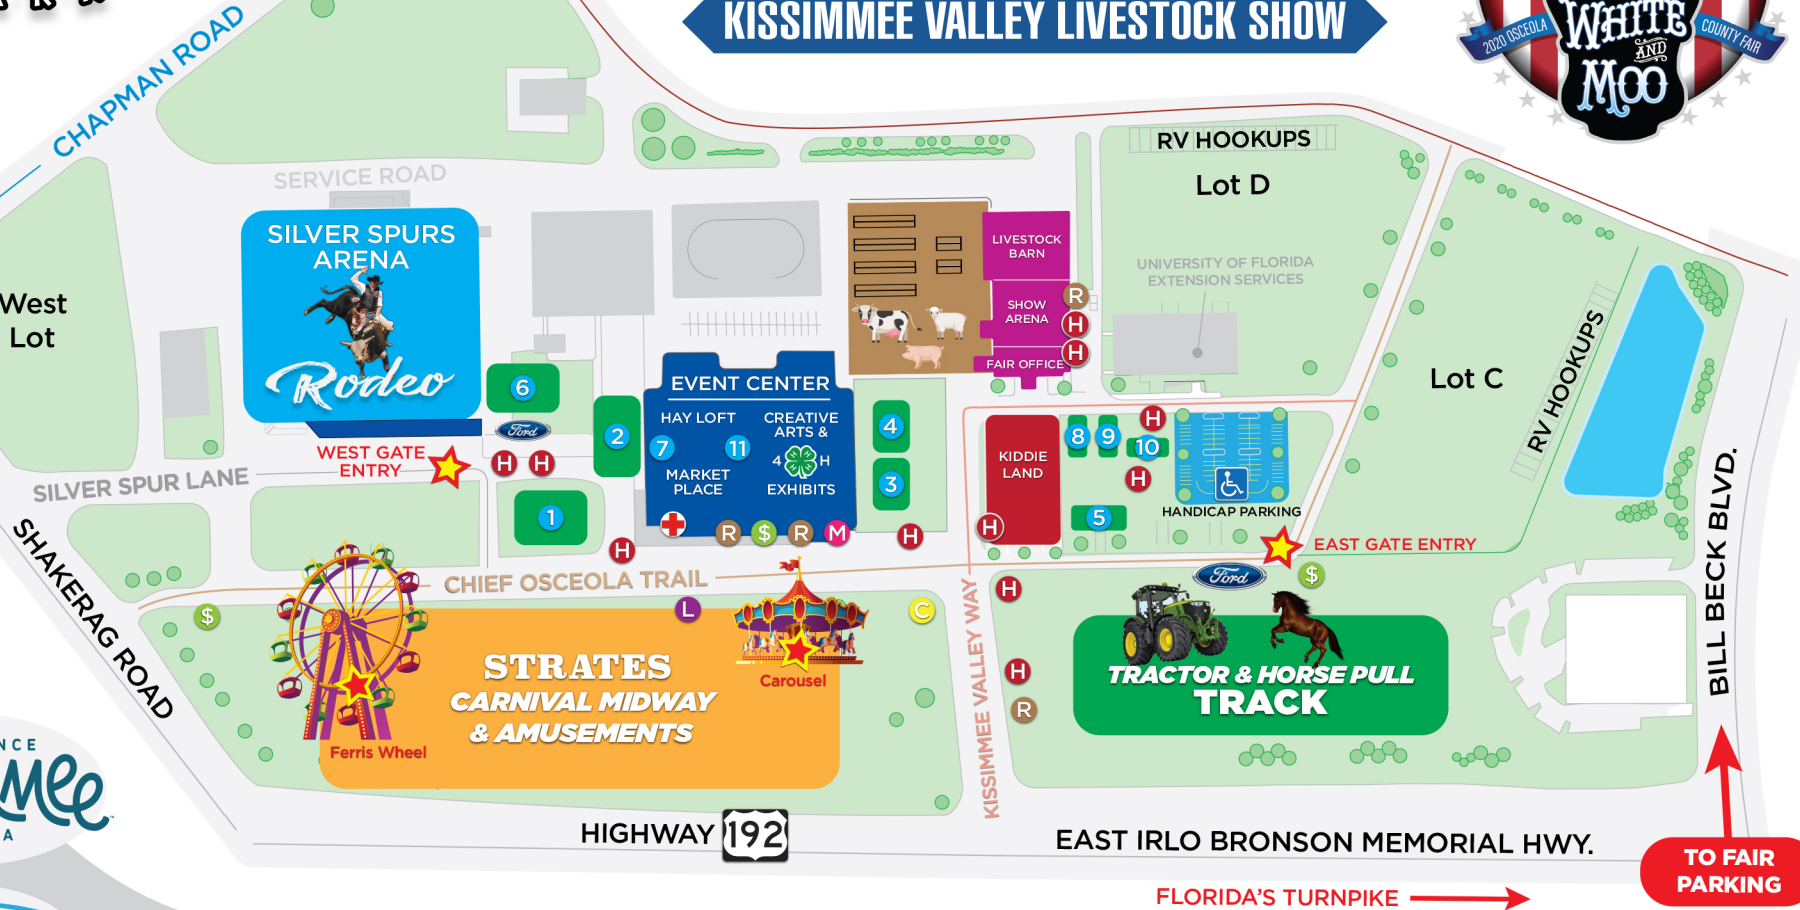 KISSIMMEE VALLEY LIVESTOCK SHOW
2020 OSCEOLA
WHITE
AND
MOO
COUNTY FAIR
CHAPMAN ROAD
SERVICE ROAD
RV HOOKUPS
Lot D
SILVER SPURS
ARENA
Rodeo
West
Lot
LIVESTOCK
BARN
SHOW
ARENA
FAIR OFFICE
R
H
H
UNIVERSITY OF FLORIDA
EXTENSION SERVICES
Lot C
RV HOOKUPS
6
Ford
2
EVENT CENTER
HAY LOFT
7
11
MARKET
PLACE
CREATIVE
ARTS &
4 H
EXHIBITS
4
3
KIDDIE
LAND
H
8
9
H
10
H
5
HANDICAP PARKING
WEST GATE
ENTRY
H
H
SILVER SPUR LANE
1
H
R
$
R
M
H
EAST GATE ENTRY
Ford
$
SHAKERAG ROAD
$
CHIEF OSCEOLA TRAIL
L
C
H
H
R
KISSIMMEE VALLEY WAY
BILL BECK BLVD.
STRATES
CARNIVAL MIDWAY
& AMUSEMENTS
Carousel
Ferris Wheel
TRACTOR & HORSE PULL
TRACK
NCE
mee
A
HIGHWAY 192
EAST IRLO BRONSON MEMORIAL HWY.
TO FAIR
PARKING
FLORIDA'S TURNPIKE